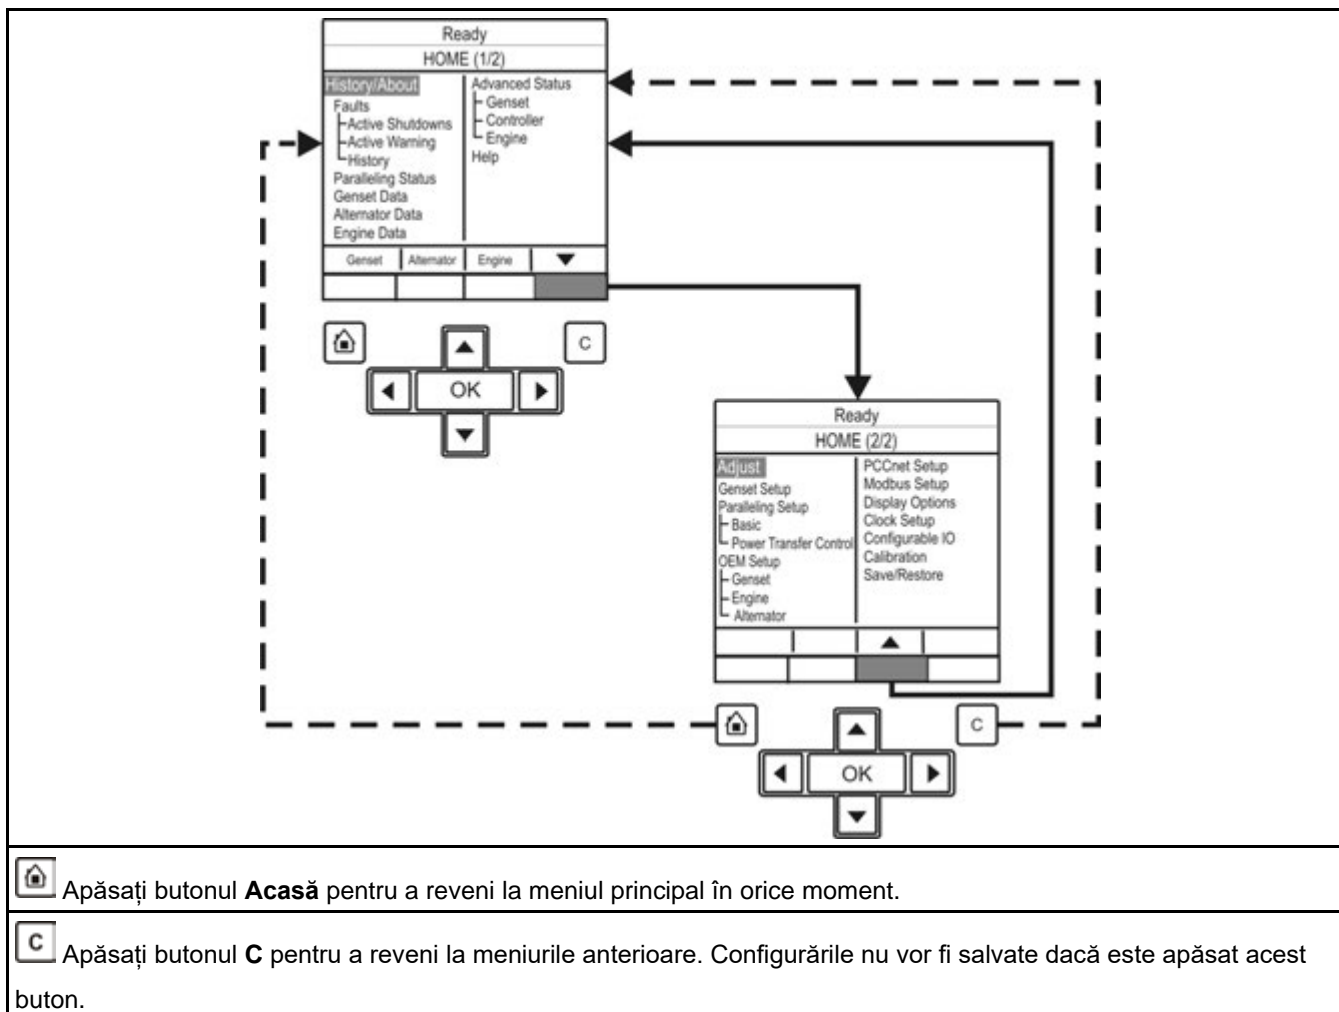 Ready
HOME (1/2)
History/About
Faults
Active Shutdowns
Active Warning
History
Paralleling Status
Genset Data
Alternator Data
Engine Data
Advanced Status
Genset
Controller
Engine
Help
Genset Alternator Engine
C
OK
Ready
HOME (2/2)
Adjust
Genset Setup
Paralleling Setup
Basic
Power Transfer Control
OEM Setup
Genset
Engine
Alternator
PCCnet Setup
Modbus Setup
Display Options
Clock Setup
Configurable IO
Calibration
Save/Restore
C
OK
Apăsați butonul Acasă pentru a reveni la meniul principal în orice moment.
C Apăsați butonul C pentru a reveni la meniurile anterioare. Configurările nu vor fi salvate dacă este apăsat acest
buton.